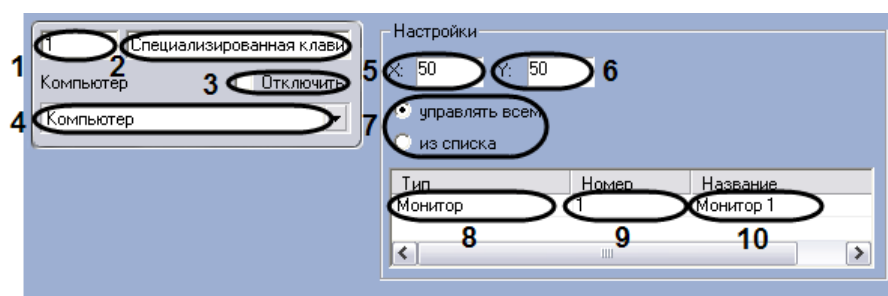 1 Специализированная клави
1 2
Компьютер 3 Отключить
4 Компьютер
Настройки
5 X: 50 Y: 50 6
7 управлять всем
из списка
Тип Номер Название
Монитор 1 Монитор 1
8 9 10